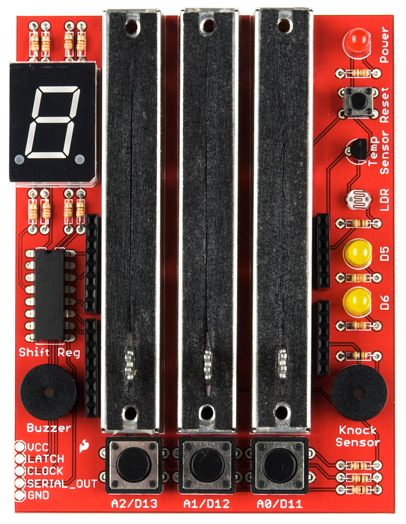 Power
Reset
Temp
Sensor
LDR
D5
D6
Shift Reg
Buzzer
Knock
Sensor
VCC
LATCH
CLOCK
SERIAL_OUT
GND
A2/D13
A1/D12
A0/D11